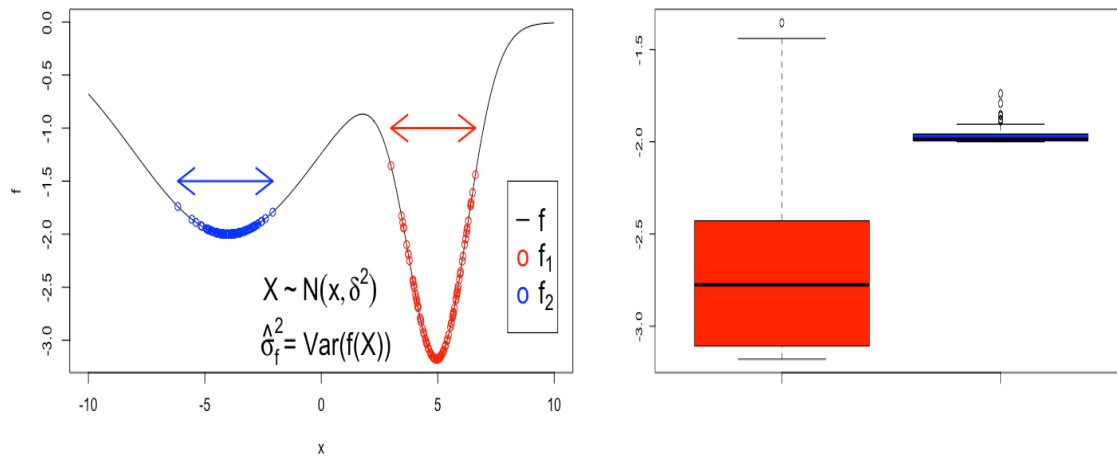 0.0
-0.5
-1.0
-1.5
-2.0
-2.5
-3.0
f
-10
-5
0
5
10
x
X ~ N(x, δ²)
σ̂²_f = Var(f(X))
f
f₁
f₂
-1.5
-2.0
-2.5
-3.0